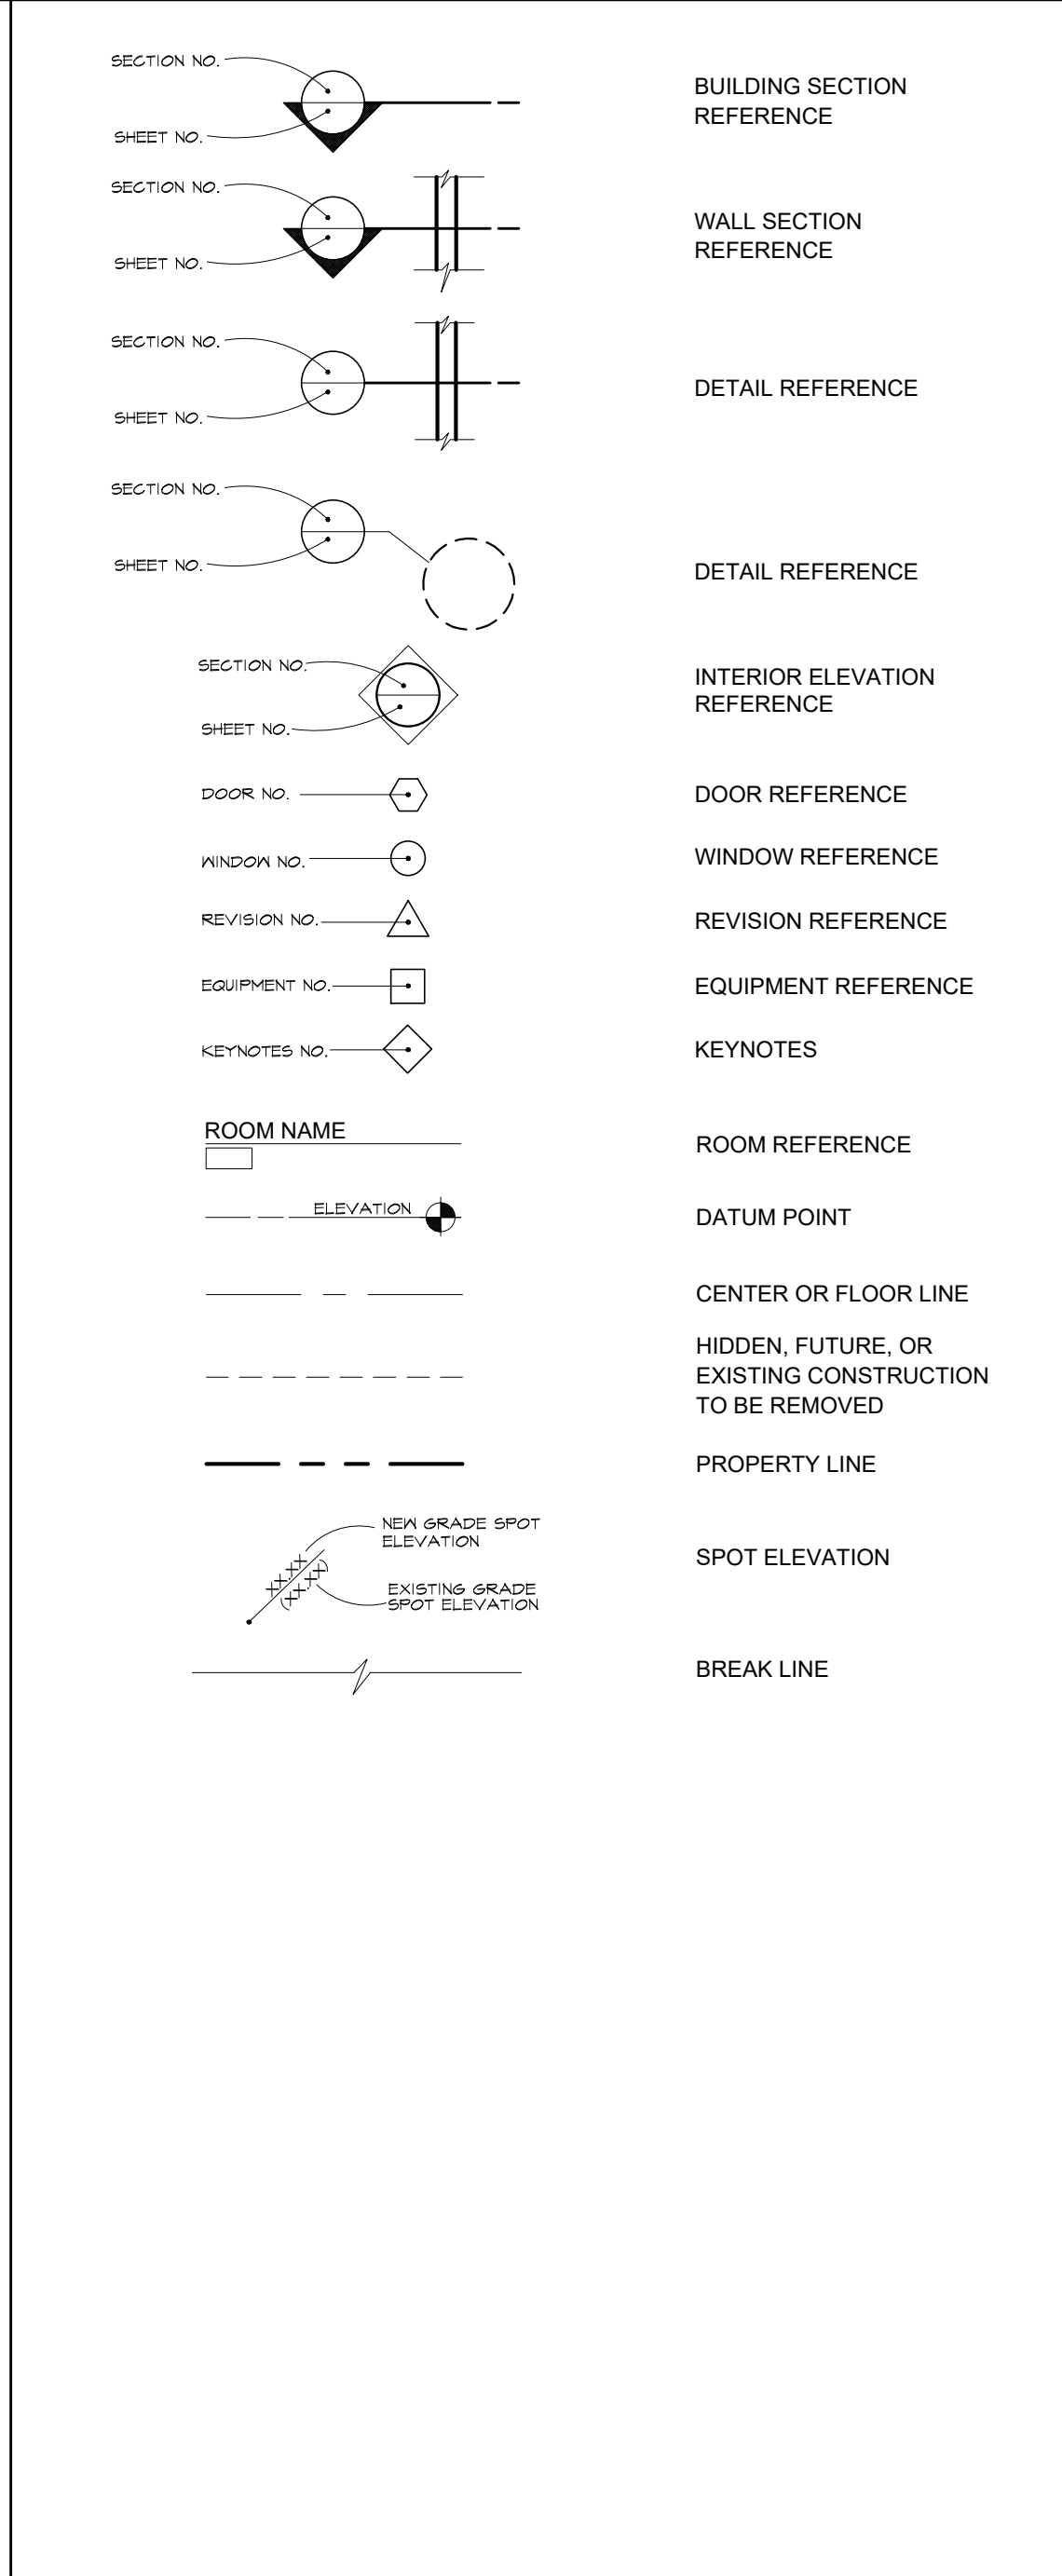 SECTION NO.
SHEET NO.
BUILDING SECTION
REFERENCE
SECTION NO.
SHEET NO.
WALL SECTION
REFERENCE
SECTION NO.
SHEET NO.
DETAIL REFERENCE
SECTION NO.
SHEET NO.
DETAIL REFERENCE
SECTION NO.
SHEET NO.
INTERIOR ELEVATION
REFERENCE
DOOR NO.
DOOR REFERENCE
WINDOW NO.
WINDOW REFERENCE
REVISION NO.
REVISION REFERENCE
EQUIPMENT NO.
EQUIPMENT REFERENCE
KEYNOTES NO.
KEYNOTES
ROOM NAME
ROOM REFERENCE
ELEVATION
DATUM POINT
CENTER OR FLOOR LINE
HIDDEN, FUTURE, OR
EXISTING CONSTRUCTION
TO BE REMOVED
PROPERTY LINE
NEW GRADE SPOT
ELEVATION
XX.XX
(XX.XX)
EXISTING GRADE
SPOT ELEVATION
SPOT ELEVATION
BREAK LINE